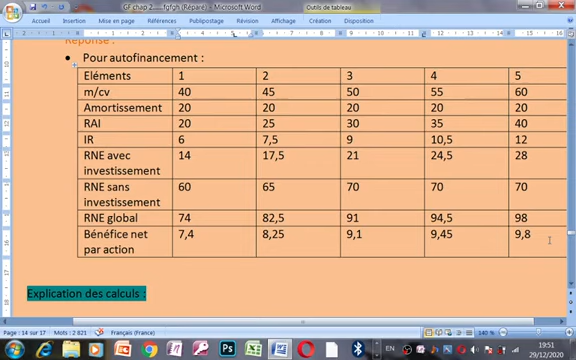 GF chap 2......fgfgh (Réparé) - Microsoft Word
Outils de tableau
Accueil Insertion Mise en page Références Publipostage Révision Affichage Création Disposition
Réponse :
• Pour autofinancement :
Eléments 1 2 3 4 5
m/cv 40 45 50 55 60
Amortissement 20 20 20 20 20
RAI 20 25 30 35 40
IR 6 7,5 9 10,5 12
RNE avec 14 17,5 21 24,5 28
investissement
RNE sans 60 65 70 70 70
investissement
RNE global 74 82,5 91 94,5 98
Bénéfice net 7,4 8,25 9,1 9,45 9,8
par action
Explication des calculs :
Page : 14 sur 17 Mots : 2 821 Français (France) 140 %
EN 19:51
29/12/2020